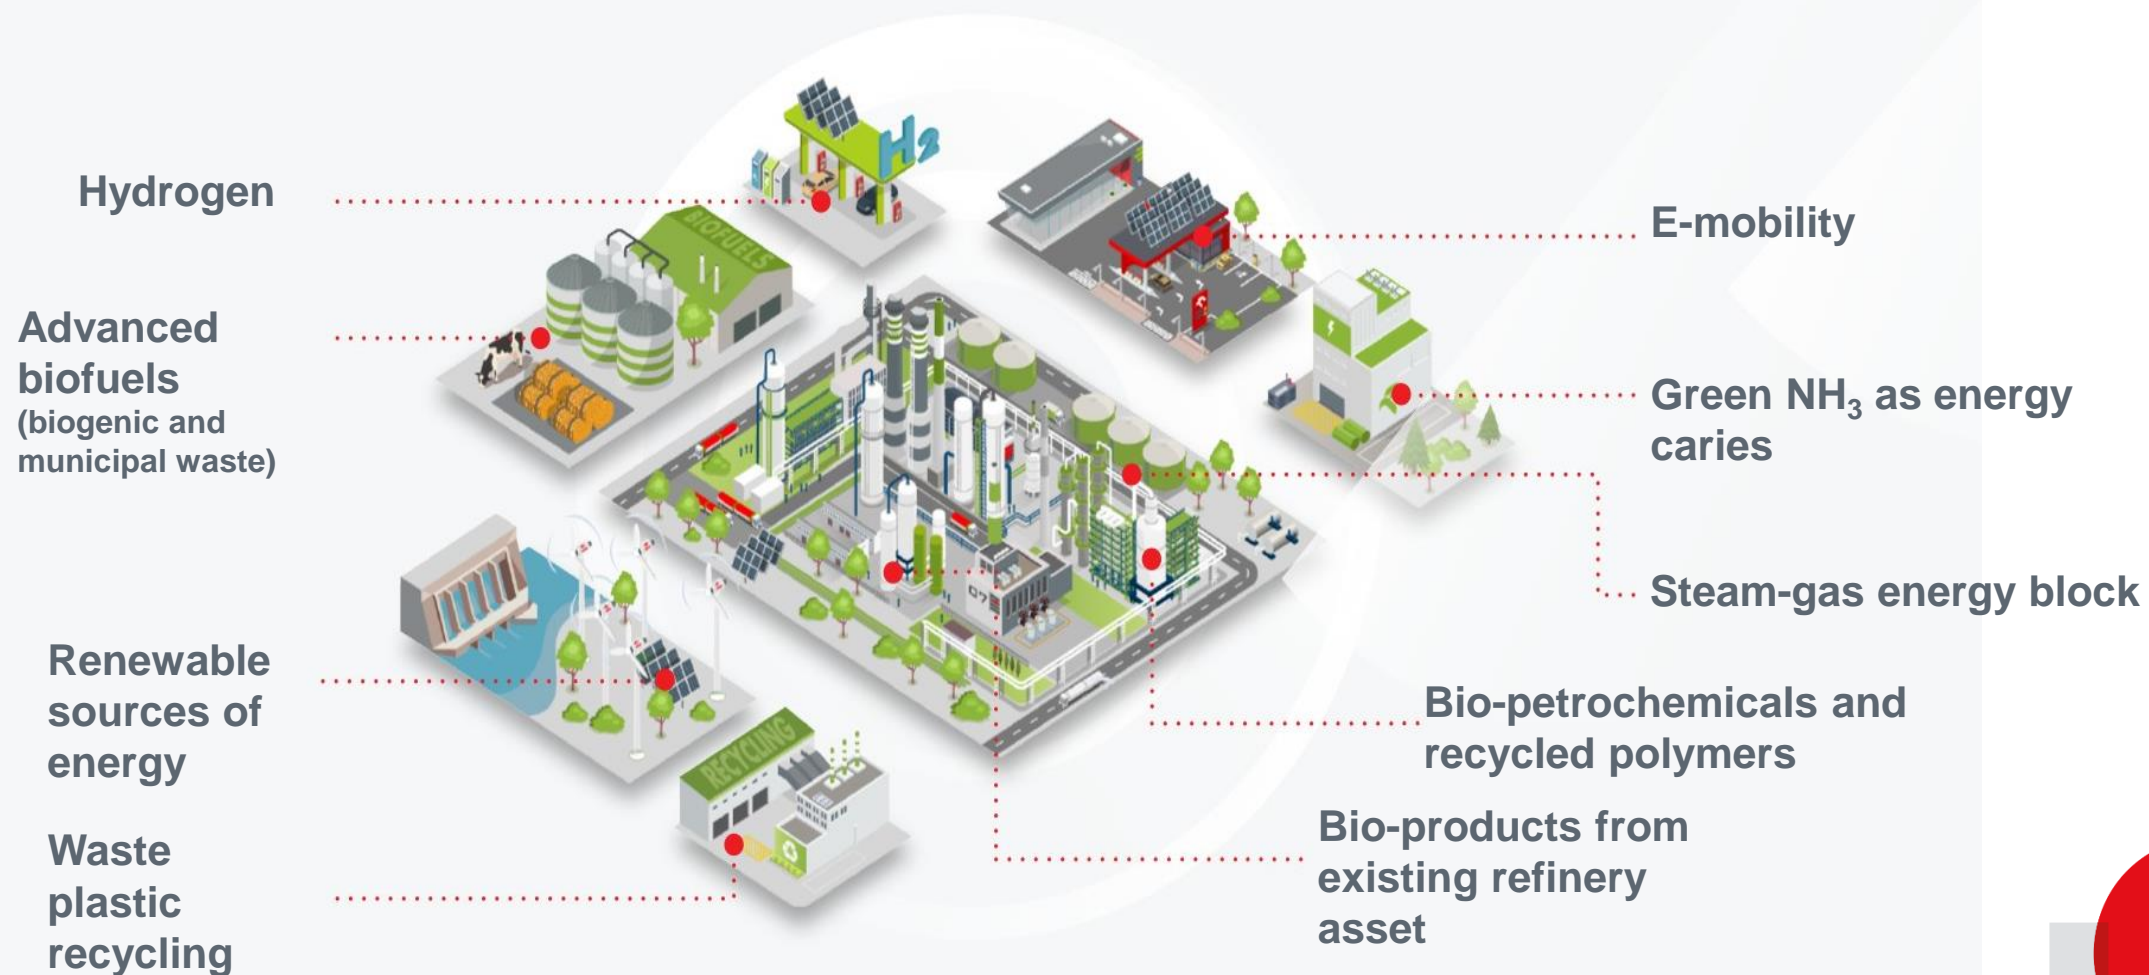 Hydrogen
Advanced
biofuels
(biogenic and
municipal waste)
Renewable
sources of
energy
Waste
plastic
recycling
H2
BIOFUELS
RECYCLING
E-mobility
Green NH₃ as energy
caries
Steam-gas energy block
Bio-petrochemicals and
recycled polymers
Bio-products from
existing refinery
asset